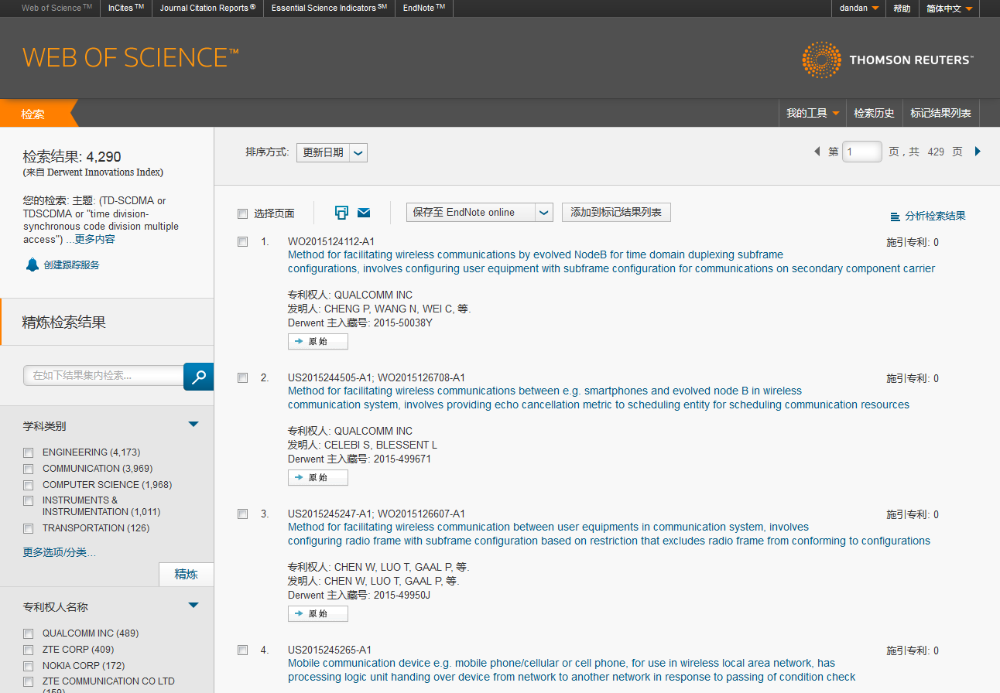 Web of Science™ InCites™ Journal Citation Reports® Essential Science Indicators℠ EndNote™ dandan 帮助 简体中文
WEB OF SCIENCE™
THOMSON REUTERS™
检索 我的工具 检索历史 标记结果列表
检索结果: 4,290
(来自 Derwent Innovations Index)
您的检索: 主题: (TD-SCDMA or
TDSCDMA or "time division-
synchronous code division multiple
access") ...更多内容
创建跟踪服务
精炼检索结果
在如下结果集内检索...
学科类别
ENGINEERING (4,173)
COMMUNICATION (3,969)
COMPUTER SCIENCE (1,968)
INSTRUMENTS &
INSTRUMENTATION (1,011)
TRANSPORTATION (126)
更多选项/分类...
精炼
专利权人名称
QUALCOMM INC (489)
ZTE CORP (409)
NOKIA CORP (172)
ZTE COMMUNICATION CO LTD
(159)
排序方式: 更新日期 第 1 页 , 共 429 页
选择页面 保存至 EndNote online 添加到标记结果列表
分析检索结果
1. WO2015124112-A1 施引专利: 0
Method for facilitating wireless communications by evolved NodeB for time domain duplexing subframe
configurations, involves configuring user equipment with subframe configuration for communications on secondary component carrier
专利权人: QUALCOMM INC
发明人: CHENG P, WANG N, WEI C, 等.
Derwent 主入藏号: 2015-50038Y
原始
2. US2015244505-A1; WO2015126708-A1 施引专利: 0
Method for facilitating wireless communications between e.g. smartphones and evolved node B in wireless
communication system, involves providing echo cancellation metric to scheduling entity for scheduling communication resources
专利权人: QUALCOMM INC
发明人: CELEBI S, BLESSENT L
Derwent 主入藏号: 2015-499671
原始
3. US2015245247-A1; WO2015126607-A1 施引专利: 0
Method for facilitating wireless communication between user equipments in communication system, involves
configuring radio frame with subframe configuration based on restriction that excludes radio frame from conforming to configurations
专利权人: CHEN W, LUO T, GAAL P, 等.
发明人: CHEN W, LUO T, GAAL P, 等.
Derwent 主入藏号: 2015-49950J
原始
4. US2015245265-A1 施引专利: 0
Mobile communication device e.g. mobile phone/cellular or cell phone, for use in wireless local area network, has
processing logic unit handing over device from network to another network in response to passing of condition check